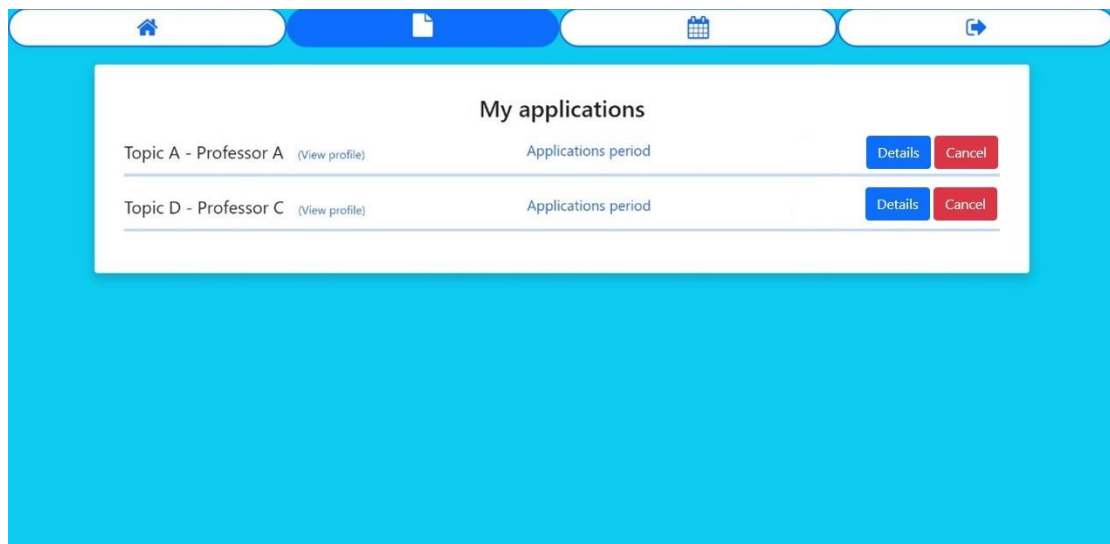 My applications
Topic A - Professor A (View profile) Applications period Details Cancel
Topic D - Professor C (View profile) Applications period Details Cancel